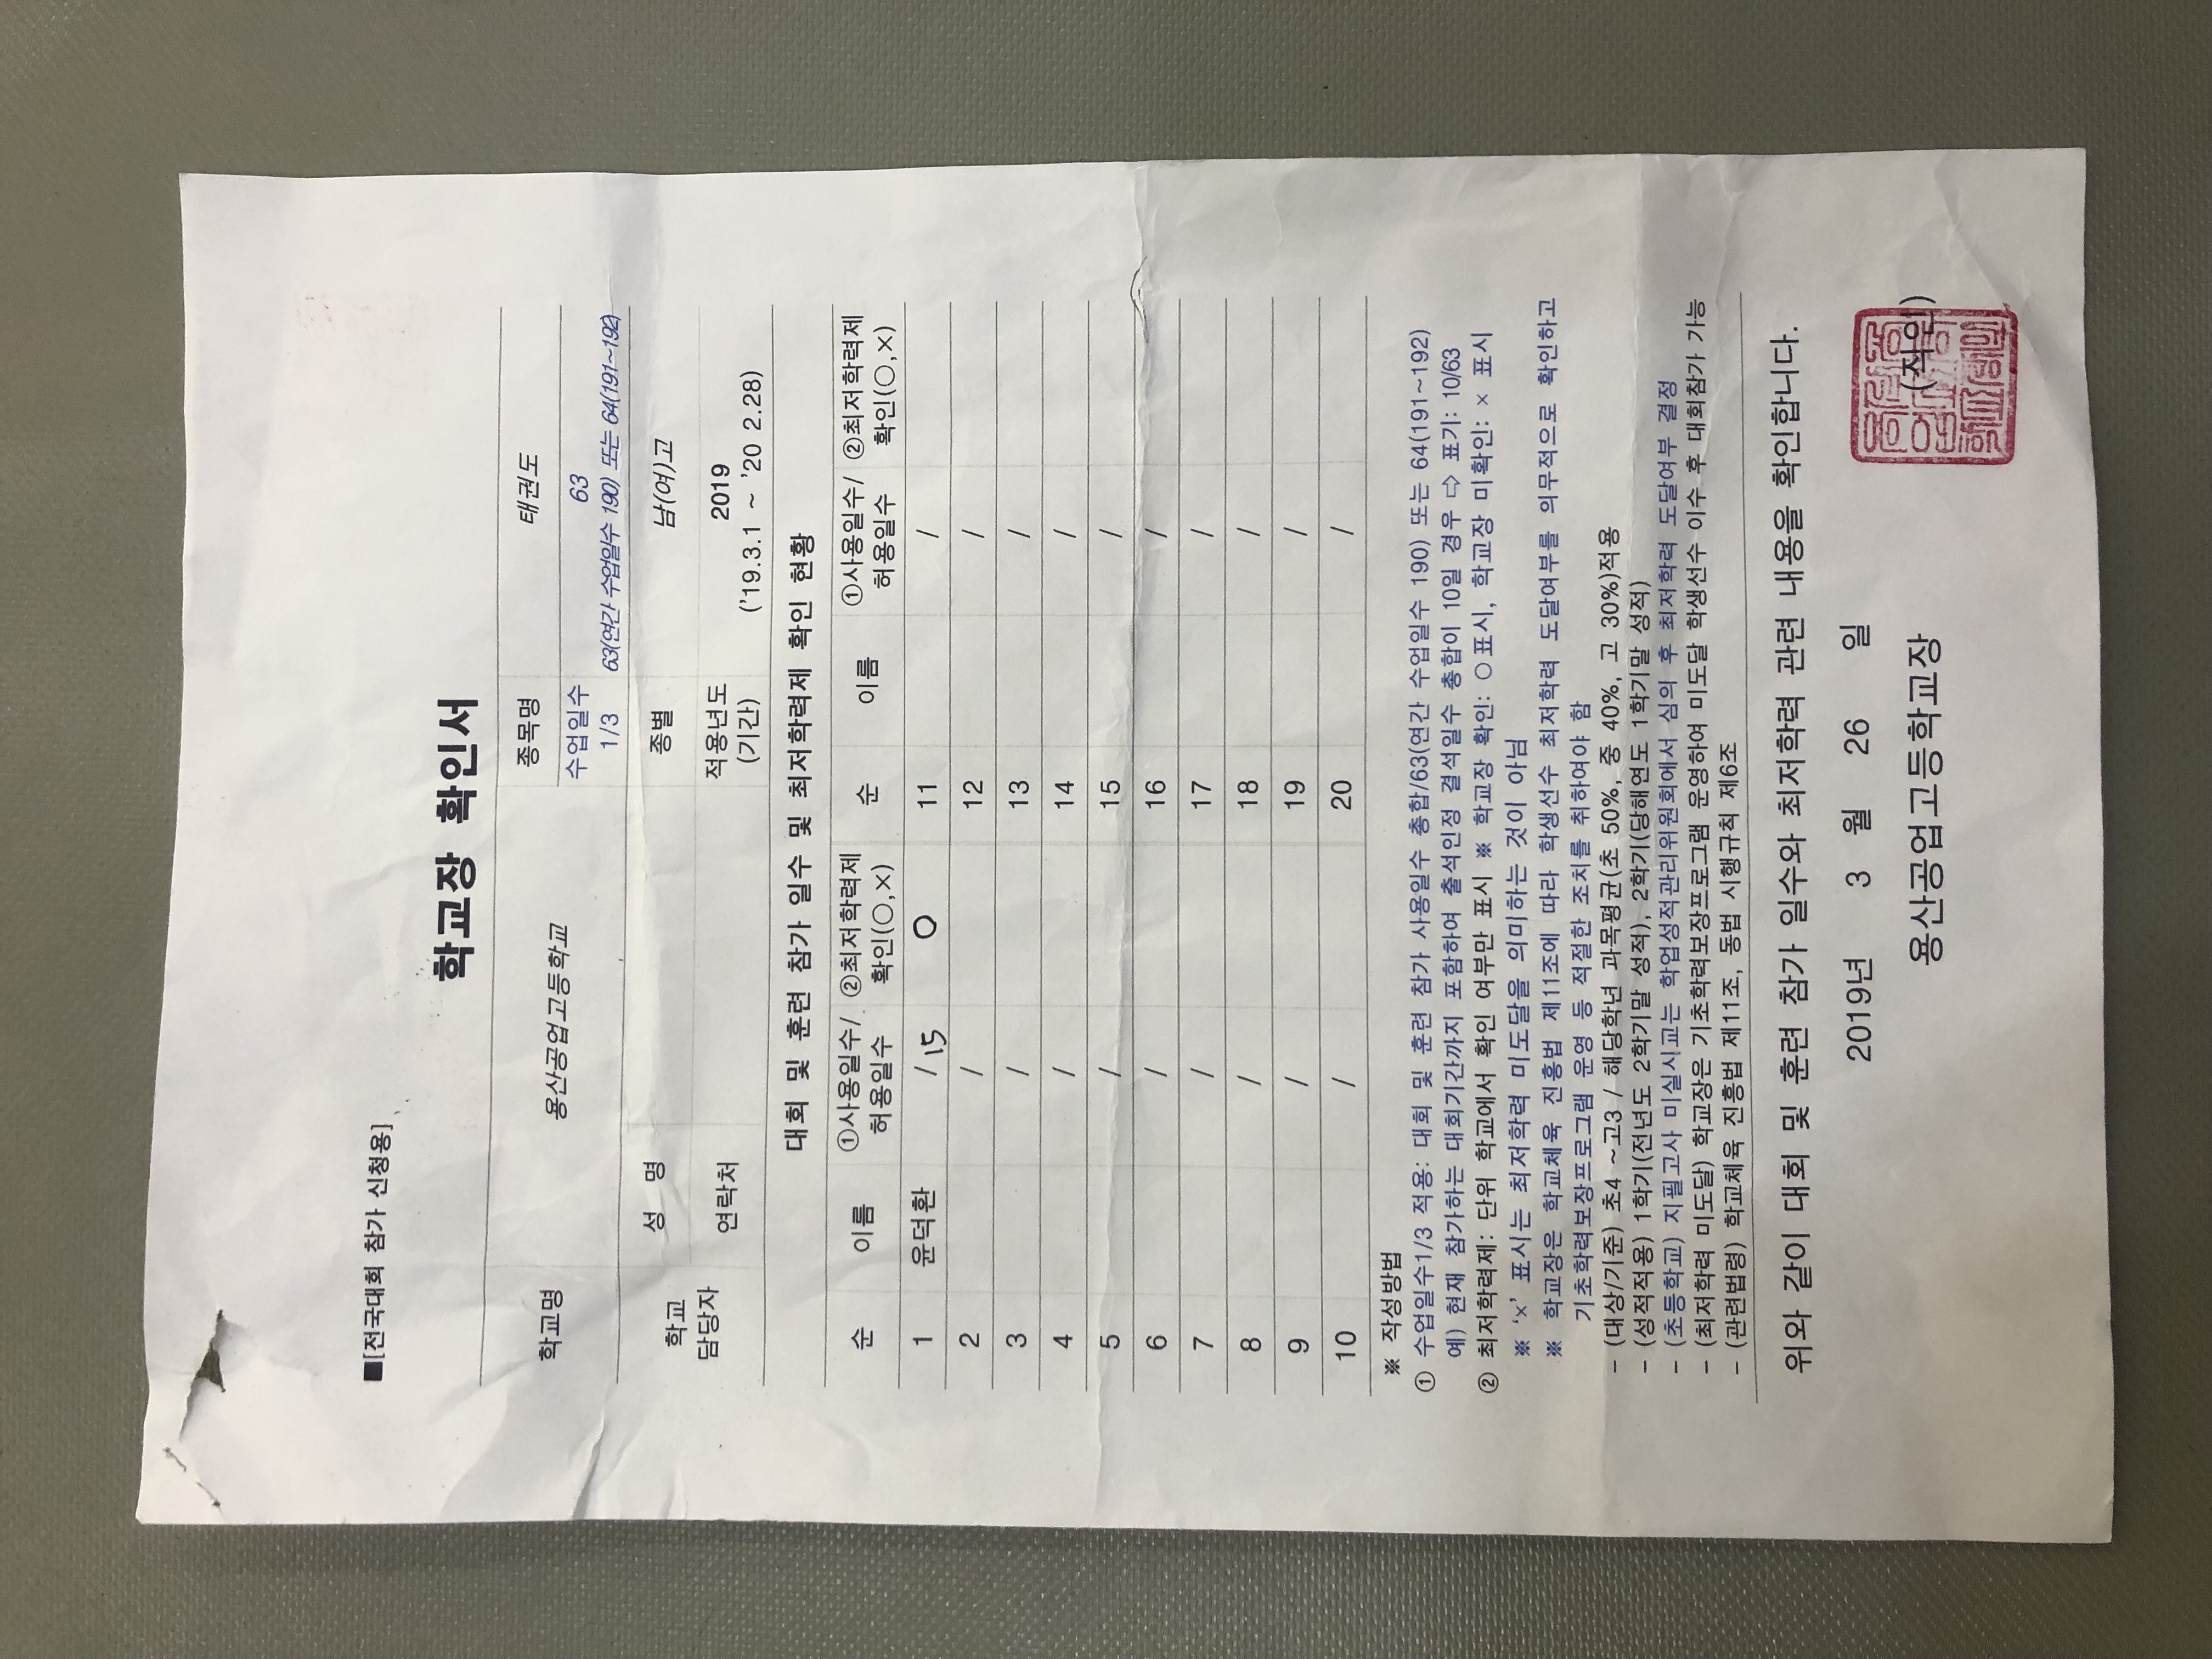 ■[전국대회 참가 신청용]
학교장 확인서
학교명 용산공업고등학교 종목명 태권도
수업일수 1/3 63
63(연간 수업일수 190) 또는 64(191~192)
학교 담당자 성 명 종별 남(여)고
연락처 적용년도 (기간) 2019
('19.3.1 ~ '20 2.28)
대회 및 훈련 참가 일수 및 최저학력제 확인 현황
순 이름 ①사용일수/ 허용일수 ②최저학력제 확인(○,×) 순 이름 ①사용일수/ 허용일수 ②최저학력제 확인(○,×)
1 윤덕환 / 15 ○ 11 /
2 / 12 /
3 / 13 /
4 / 14 /
5 / 15 /
6 / 16 /
7 / 17 /
8 / 18 /
9 / 19 /
10 / 20 /
※ 작성방법
① 수업일수1/3 적용: 대회 및 훈련 참가 사용일수 총합/63(연간 수업일수 190) 또는 64(191~192)
예) 현재 참가하는 대회기간까지 포함하여 출석인정 결석일수 총합이 10일 경우 ⇨ 표기: 10/63
② 최저학력제: 단위 학교에서 확인 여부만 표시 ※ 학교장 확인: ○표시, 학교장 미확인: × 표시
※ '×' 표시는 최저학력 미도달을 의미하는 것이 아님
※ 학교장은 학교체육 진흥법 제11조에 따라 학생선수 최저학력 도달여부를 의무적으로 확인하고
기초학력보장프로그램 운영 등 적절한 조치를 취하여야 함
- (대상/기준) 초4 ~고3 / 해당학년 과목평균(초 50%, 중 40%, 고 30%)적용
- (성적적용) 1학기(전년도 2학기말 성적), 2학기(당해연도 1학기말 성적)
- (초등학교) 지필고사 미실시교는 학업성적관리위원회에서 심의 후 최저학력 도달여부 결정
- (최저학력 미도달) 학교장은 기초학력보장프로그램 운영하여 미도달 학생선수 이수 후 대회참가 가능
- (관련법령) 학교체육 진흥법 제11조, 동법 시행규칙 제6조
위와 같이 대회 및 훈련 참가 일수와 최저학력 관련 내용을 확인합니다.
2019년 3 월 26 일
용산공업고등학교장 (직인)